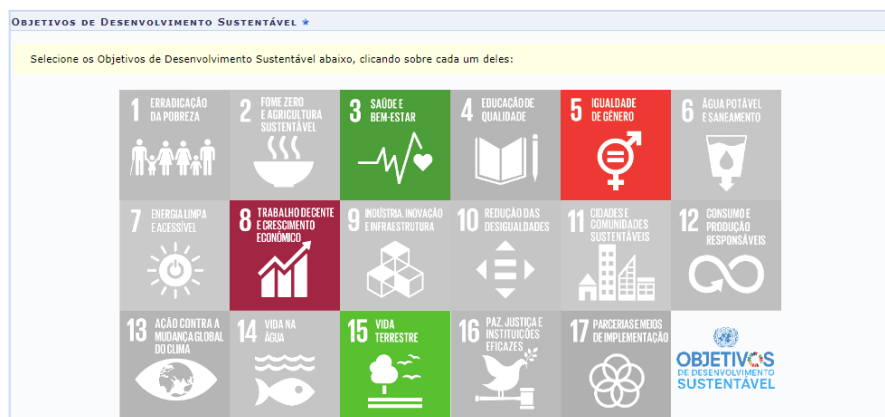 OBJETIVOS DE DESENVOLVIMENTO SUSTENTÁVEL
Selecione os Objetivos de Desenvolvimento Sustentável abaixo, clicando sobre cada um deles:
1 ERRADICAÇÃO
DA POBREZA
2 FOME ZERO
E AGRICULTURA
SUSTENTÁVEL
3 SAÚDE E
BEM-ESTAR
4 EDUCAÇÃO DE
QUALIDADE
5 IGUALDADE
DE GÊNERO
6 ÁGUA POTÁVEL
E SANEAMENTO
7 ENERGIA LIMPA
E ACESSÍVEL
8 TRABALHO DECENTE
E CRESCIMENTO
ECONÔMICO
9 INDÚSTRIA, INOVAÇÃO
E INFRAESTRUTURA
10 REDUÇÃO DAS
DESIGUALDADES
11 CIDADES E
COMUNIDADES
SUSTENTÁVEIS
12 CONSUMO E
PRODUÇÃO
RESPONSÁVEIS
13 AÇÃO CONTRA A
MUDANÇA GLOBAL
DO CLIMA
14 VIDA NA
ÁGUA
15 VIDA
TERRESTRE
16 PAZ, JUSTIÇA E
INSTITUIÇÕES
EFICAZES
17 PARCERIAS E MEIOS
DE IMPLEMENTAÇÃO
OBJETIVOS
DE DESENVOLVIMENTO
SUSTENTÁVEL